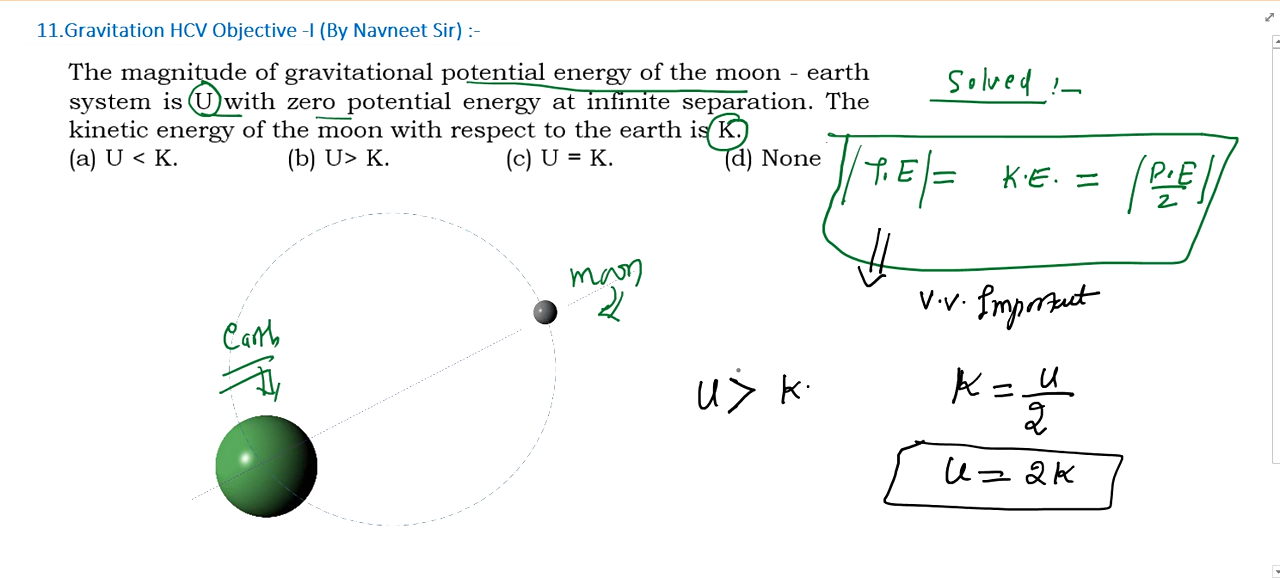 11.Gravitation HCV Objective -I (By Navneet Sir) :-
The magnitude of gravitational potential energy of the moon - earth
system is U with zero potential energy at infinite separation. The
kinetic energy of the moon with respect to the earth is K.
(a) U < K. (b) U> K. (c) U = K. (d) None
Solved :-
|T.E| = K.E. = |P.E/2|
V.V. Important
moon
Earth
U > K.
K = U/2
U = 2K